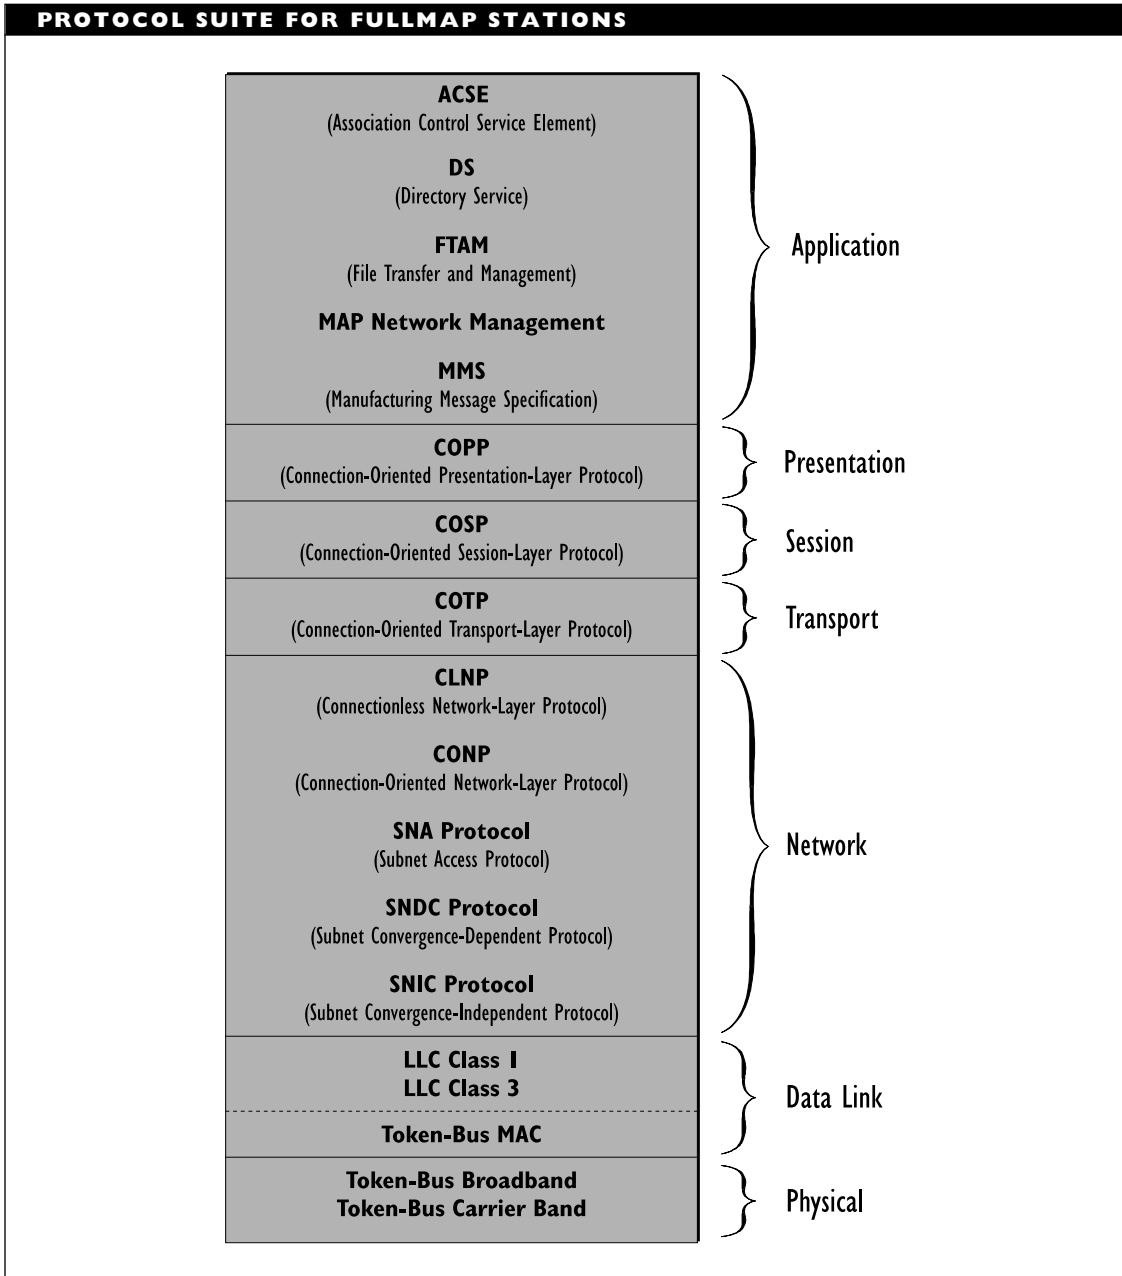 PROTOCOL SUITE FOR FULLMAP STATIONS
ACSE
(Association Control Service Element)
DS
(Directory Service)
FTAM
(File Transfer and Management)
MAP Network Management
MMS
(Manufacturing Message Specification)
Application
COPP
(Connection-Oriented Presentation-Layer Protocol)
Presentation
COSP
(Connection-Oriented Session-Layer Protocol)
Session
COTP
(Connection-Oriented Transport-Layer Protocol)
Transport
CLNP
(Connectionless Network-Layer Protocol)
CONP
(Connection-Oriented Network-Layer Protocol)
SNA Protocol
(Subnet Access Protocol)
SNDC Protocol
(Subnet Convergence-Dependent Protocol)
SNIC Protocol
(Subnet Convergence-Independent Protocol)
Network
LLC Class 1
LLC Class 3
Token-Bus MAC
Data Link
Token-Bus Broadband
Token-Bus Carrier Band
Physical